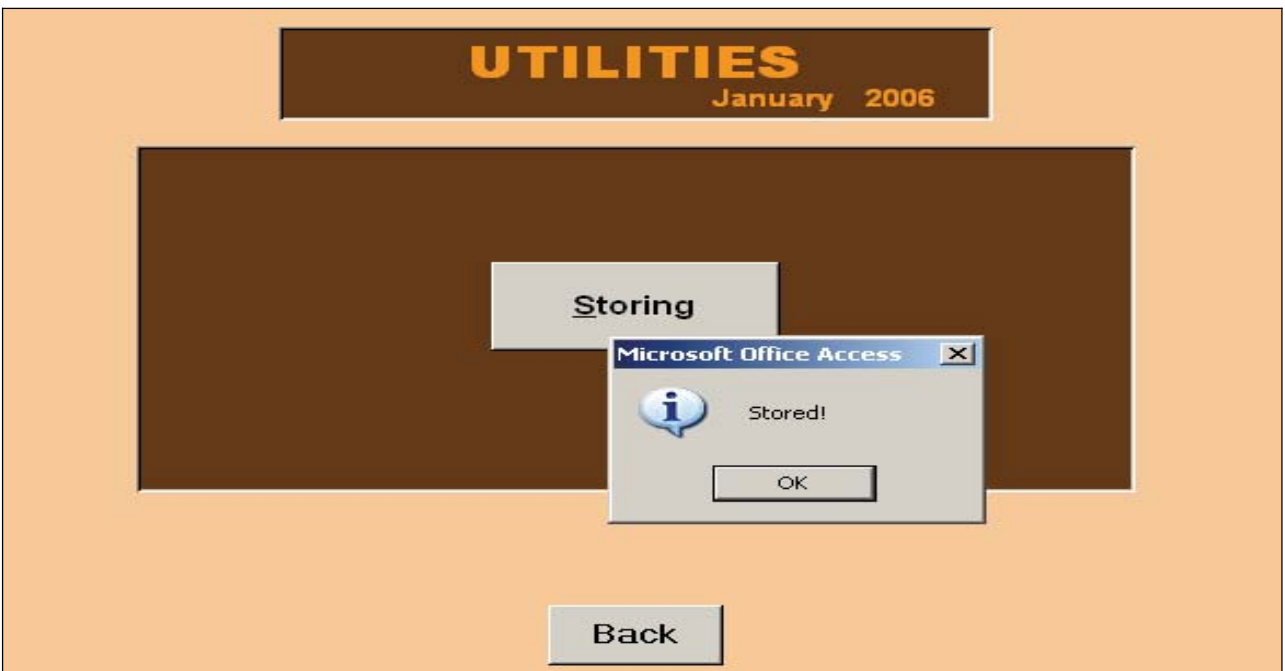 UTILITIES
January 2006
Storing
Microsoft Office Access
Stored!
OK
Back